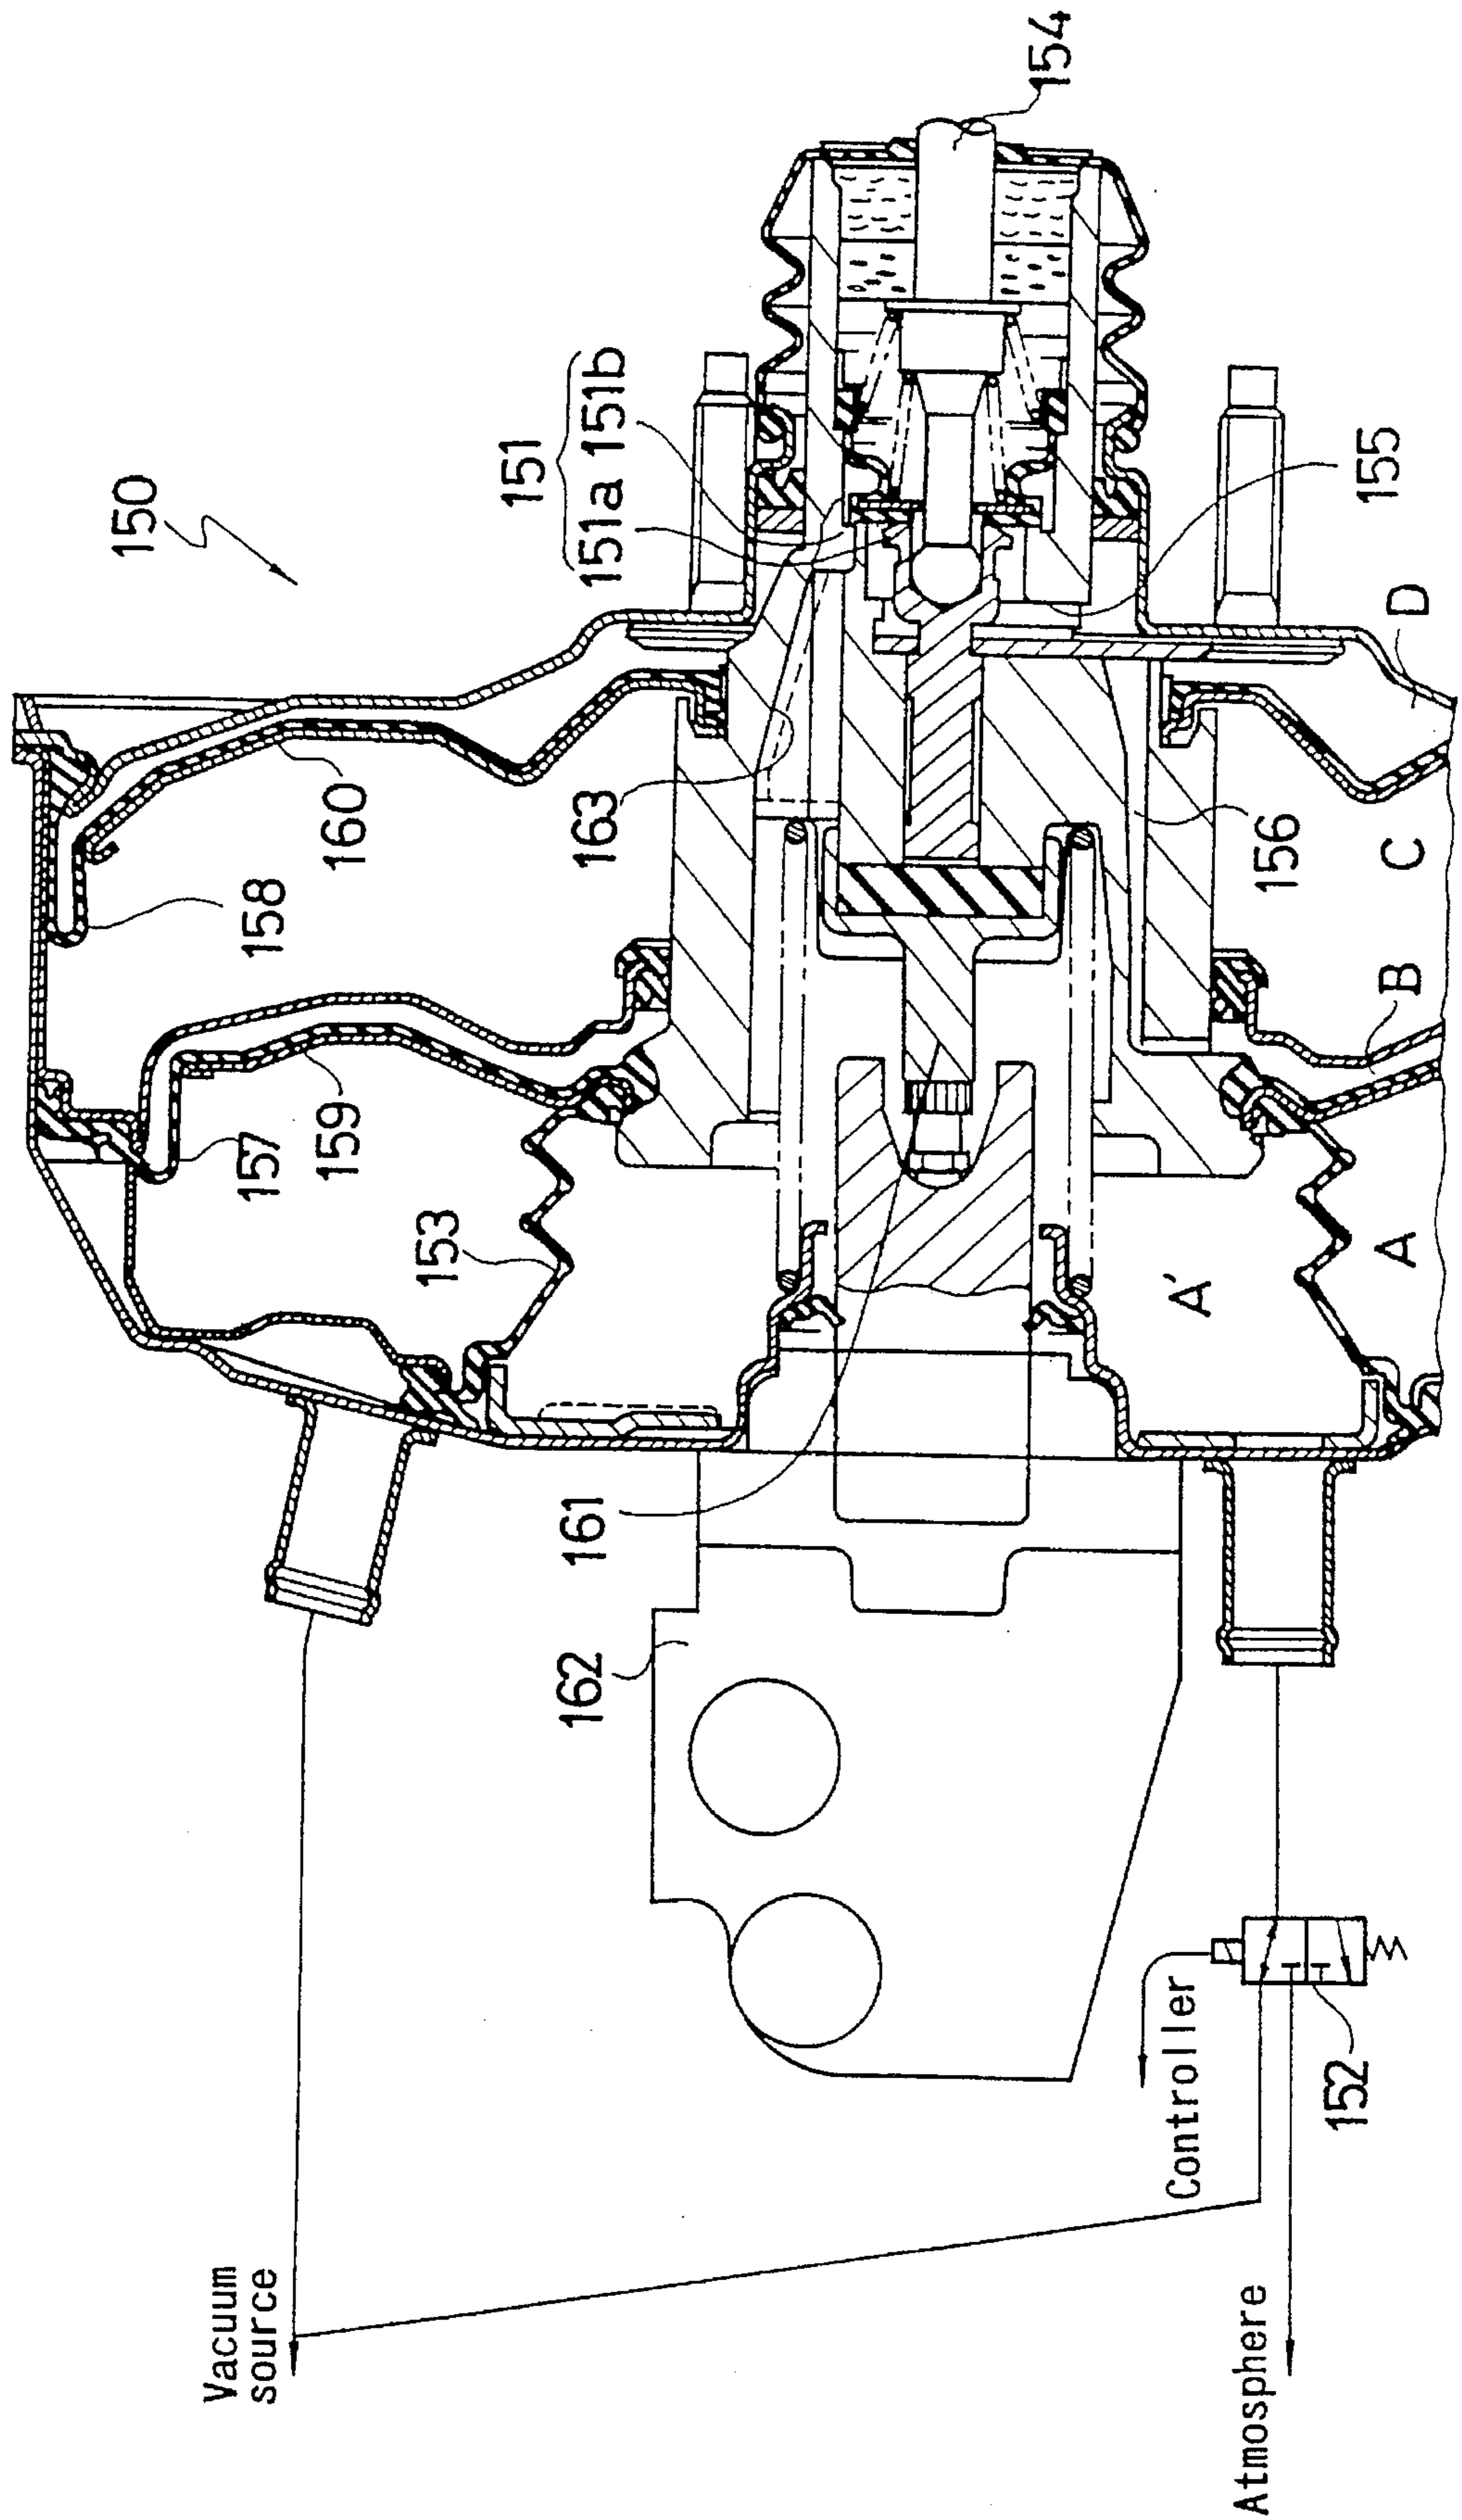 150
151
151a 151b
154
155
D
163
160
158
156
C
B
159
157
153
A
A'
161
162
152
Controller
Vacuum
source
Atmosphere